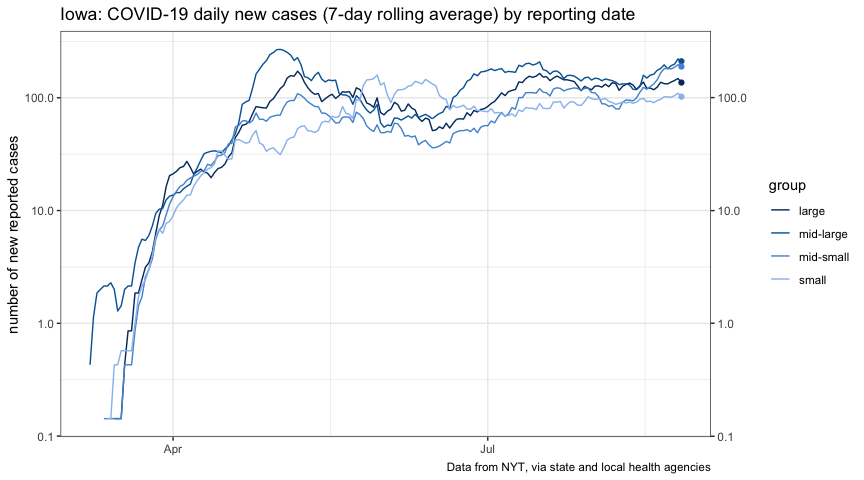 Iowa: COVID-19 daily new cases (7-day rolling average) by reporting date
number of new reported cases
100.0
10.0
1.0
0.1
100.0
10.0
1.0
0.1
Apr
Jul
group
large
mid-large
mid-small
small
Data from NYT, via state and local health agencies